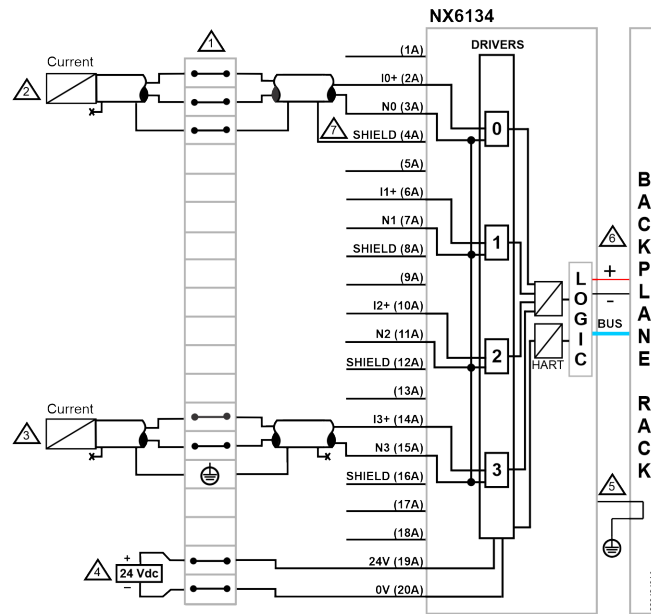 NX6134
DRIVERS
1
Current
2
(1A)
I0+ (2A)
N0 (3A)
7
SHIELD (4A)
0
(5A)
I1+ (6A)
N1 (7A)
SHIELD (8A)
1
(9A)
I2+ (10A)
N2 (11A)
SHIELD (12A)
2
(13A)
HART
LOGIC
6
+
-
BUS
BACKPLANE RACK
Current
3
I3+ (14A)
N3 (15A)
SHIELD (16A)
3
5
(17A)
(18A)
4
+
24 Vdc
–
24V (19A)
0V (20A)